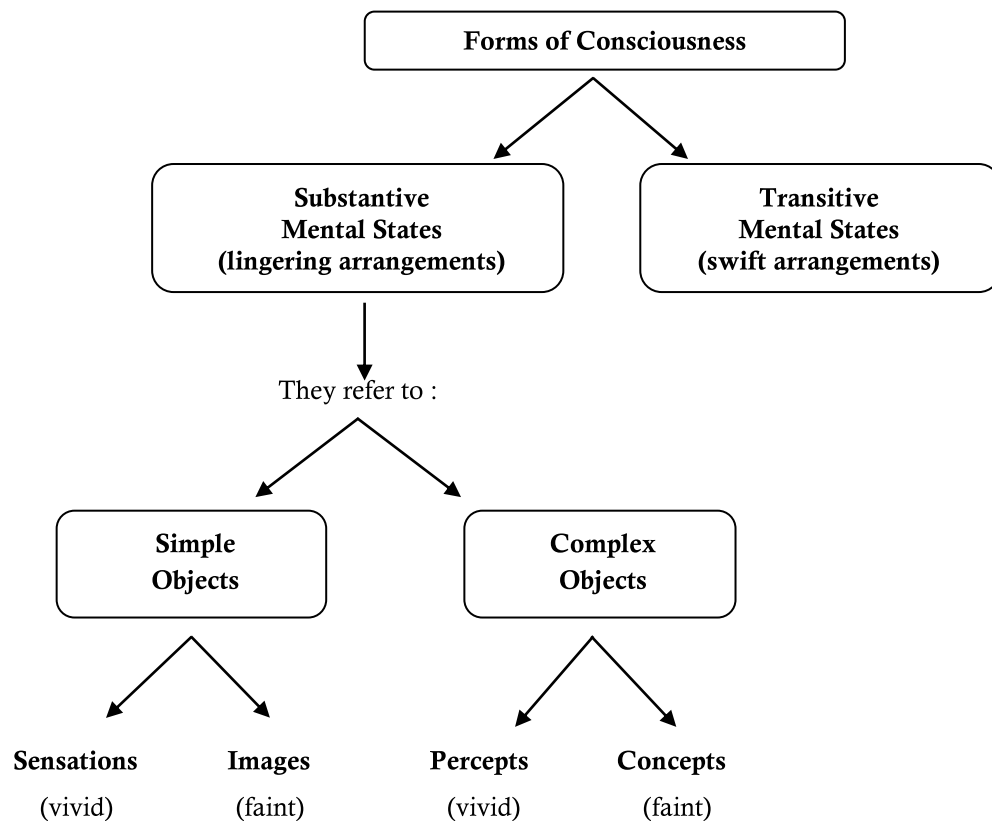 Forms of Consciousness
Substantive
Mental States
(lingering arrangements)
Transitive
Mental States
(swift arrangements)
They refer to :
Simple
Objects
Complex
Objects
Sensations
(vivid)
Images
(faint)
Percepts
(vivid)
Concepts
(faint)